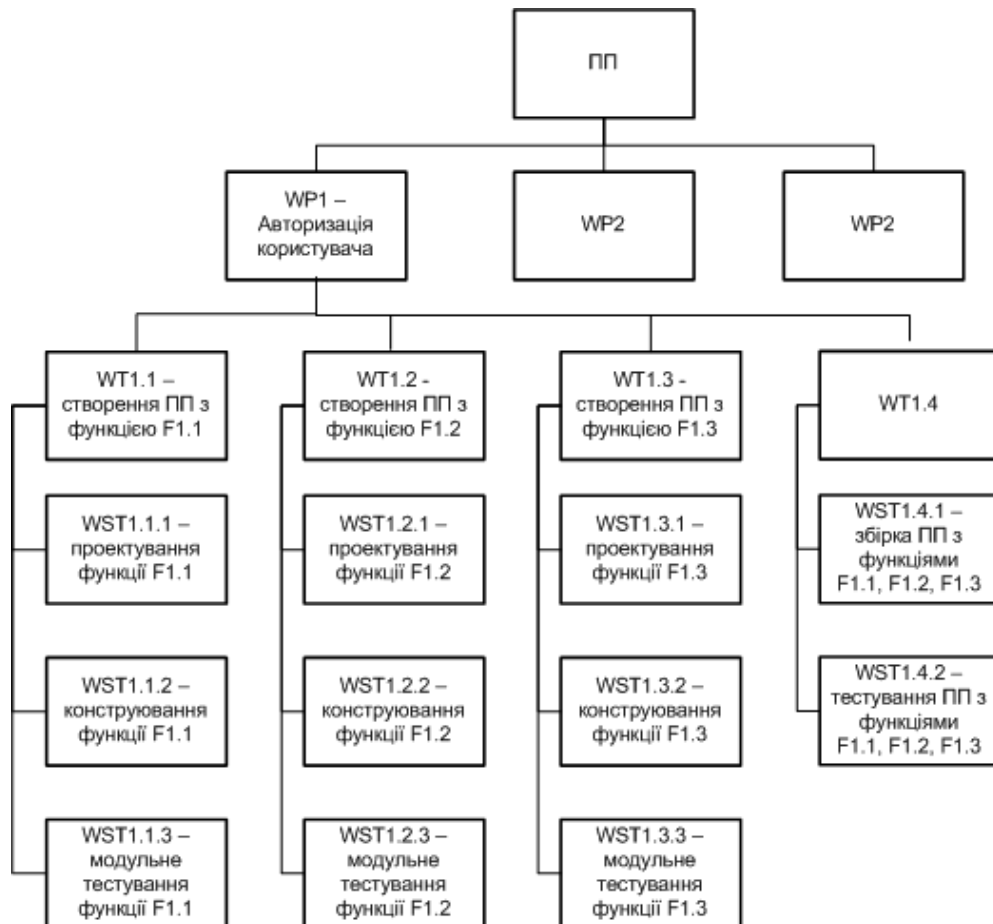 ПП
WP1 –
Авторизація
користувача
WP2
WP2
WT1.1 –
створення ПП з
функцією F1.1
WT1.2 -
створення ПП з
функцією F1.2
WT1.3 -
створення ПП з
функцією F1.3
WT1.4
WST1.1.1 –
проектування
функції F1.1
WST1.2.1 –
проектування
функції F1.2
WST1.3.1 –
проектування
функції F1.3
WST1.4.1 –
збірка ПП з
функціями
F1.1, F1.2, F1.3
WST1.1.2 –
конструювання
функції F1.1
WST1.2.2 –
конструювання
функції F1.2
WST1.3.2 –
конструювання
функції F1.3
WST1.4.2 –
тестування ПП з
функціями
F1.1, F1.2, F1.3
WST1.1.3 –
модульне
тестування
функції F1.1
WST1.2.3 –
модульне
тестування
функції F1.2
WST1.3.3 –
модульне
тестування
функції F1.3